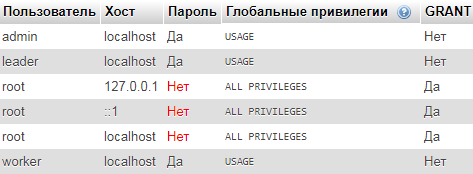 Пользователь Хост Пароль Глобальные привилегии GRANT
admin localhost Да USAGE Нет
leader localhost Да USAGE Нет
root 127.0.0.1 Нет ALL PRIVILEGES Да
root ::1 Нет ALL PRIVILEGES Да
root localhost Нет ALL PRIVILEGES Да
worker localhost Да USAGE Нет